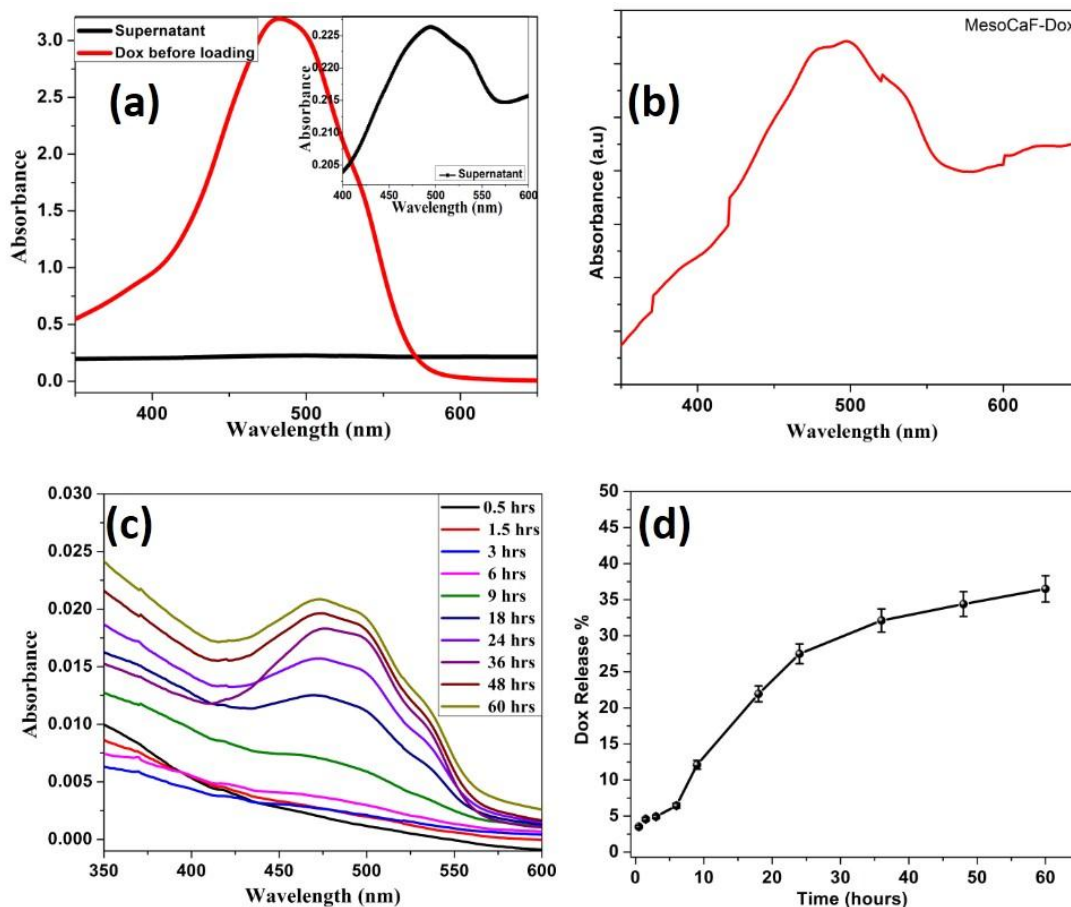 (a)
Supernatant
Dox before loading
Absorbance
3.0
2.5
2.0
1.5
1.0
0.5
0.0
400
500
600
Wavelength (nm)
Absorbance
0.225
0.220
0.215
0.210
0.205
400
450
500
550
600
Wavelength (nm)
Supernatant
(b)
MesoCaF-Dox
Absorbance (a.u)
400
500
600
Wavelength (nm)
(c)
Absorbance
0.030
0.025
0.020
0.015
0.010
0.005
0.000
350
400
450
500
550
600
Wavelength (nm)
0.5 hrs
1.5 hrs
3 hrs
6 hrs
9 hrs
18 hrs
24 hrs
36 hrs
48 hrs
60 hrs
(d)
Dox Release %
50
45
40
35
30
25
20
15
10
5
0
0
10
20
30
40
50
60
Time (hours)